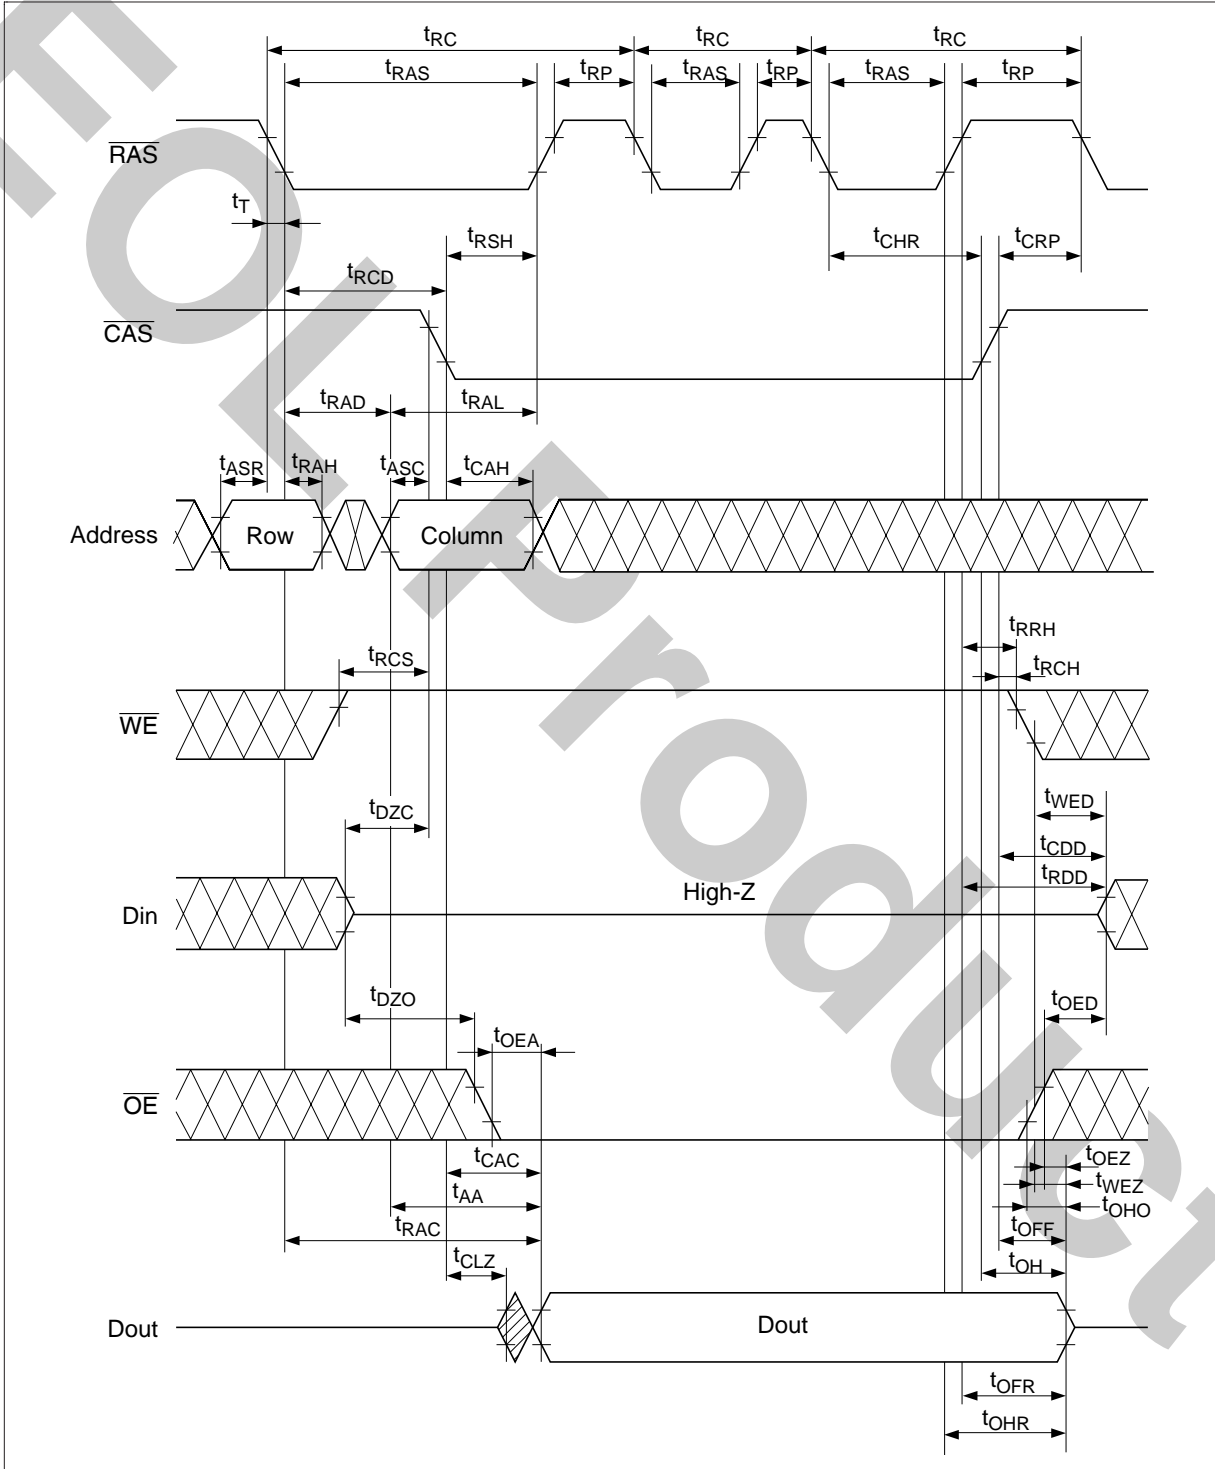 tRC tRC tRC
tRAS tRP tRAS tRP tRAS tRP
RAS
tT
tRSH tCHR tCRP
tRCD
CAS
tRAD tRAL
tASR tRAH tASC tCAH
Address Row Column
tRRH
tRCS
tRCH
WE
tWED
tDZC
tCDD
tRDD
High-Z
Din
tDZO
tOED
tOEA
OE
tCAC
tOEZ
tWEZ
tAA
tOHO
tRAC
tOFF
tCLZ
tOH
Dout Dout
tOFR
tOHR
EOL Product